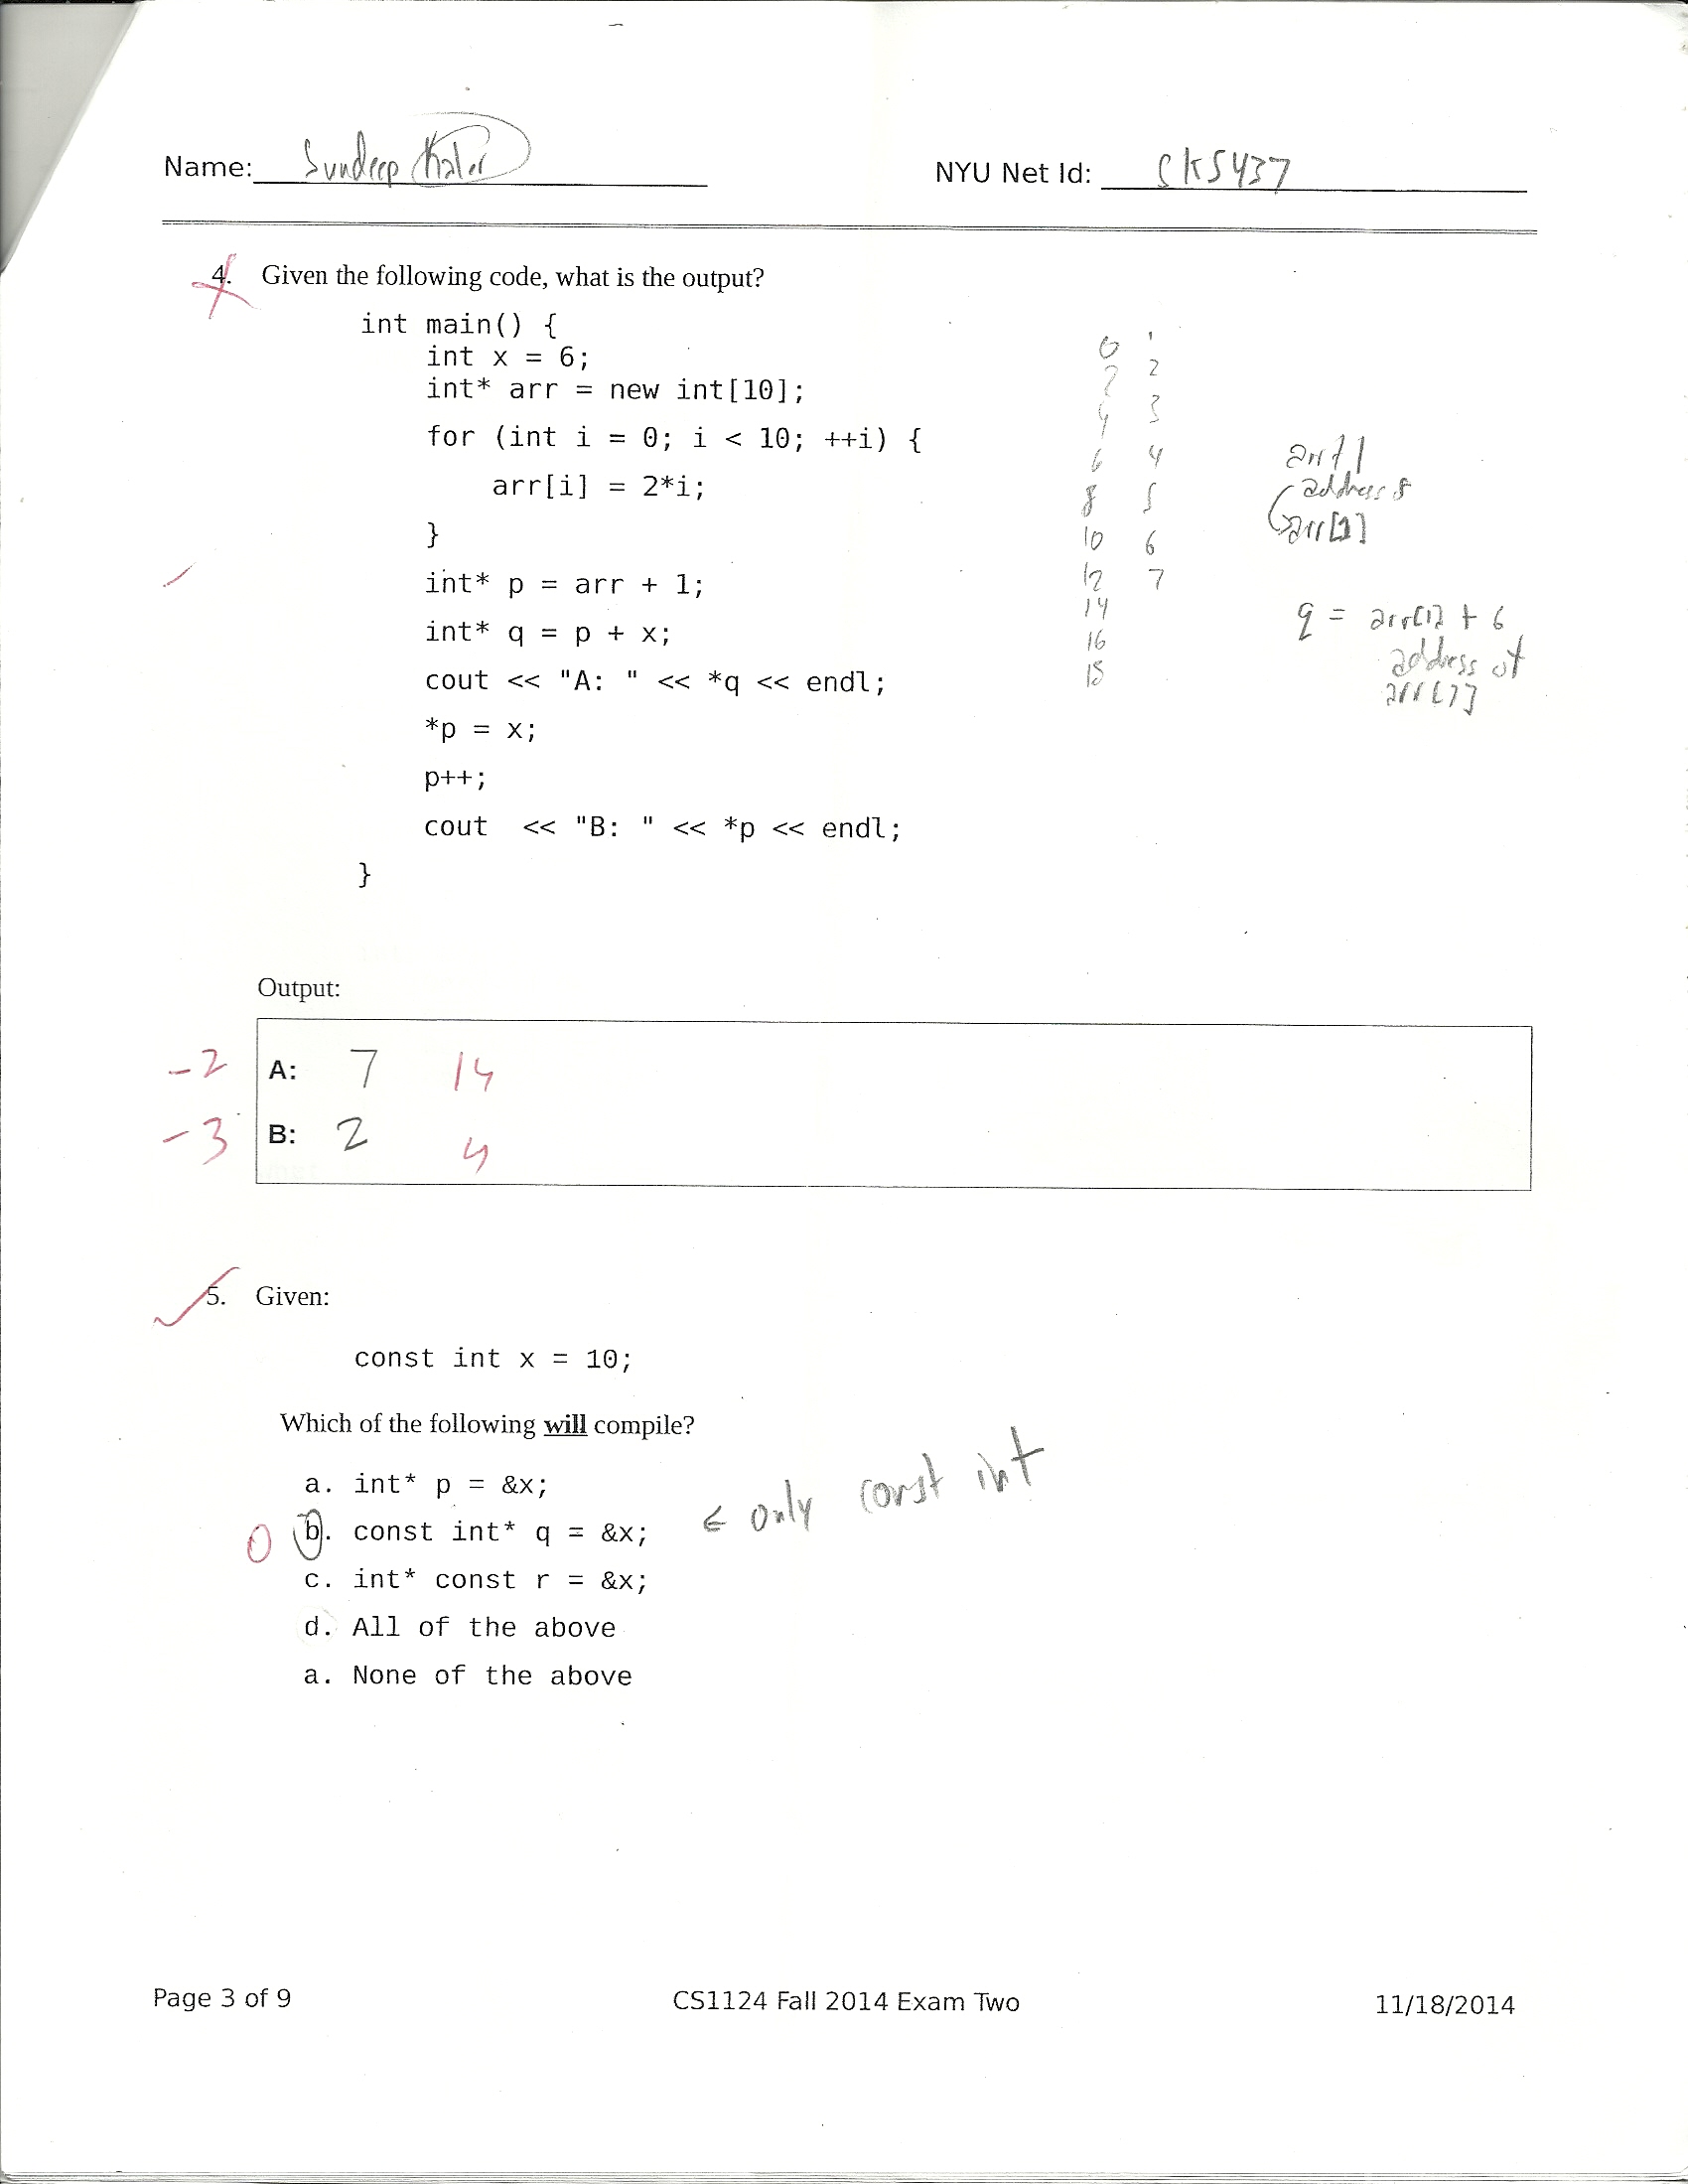 Name: Sundeep
NYU Net Id: sk5437
4. Given the following code, what is the output?
int main() {
int x = 6;
int* arr = new int[10];
for (int i = 0; i < 10; ++i) {
arr[i] = 2*i;
}
int* p = arr + 1;
int* q = p + x;
cout << "A: " << *q << endl;
*p = x;
p++;
cout << "B: " << *p << endl;
}
0 1
2 2
4 3
6 4
8 5
10 6
12 7
14
16
18
arr+1
address of
arr[1]
q = arr[1] + 6
address of
arr[7]
Output:
-2 A: 7 14
-3 B: 2 4
5. Given:
const int x = 10;
Which of the following will compile?
a. int* p = &x;
0 b. const int* q = &x; ← only const int
c. int* const r = &x;
d. All of the above
a. None of the above
Page 3 of 9
CS1124 Fall 2014 Exam Two
11/18/2014